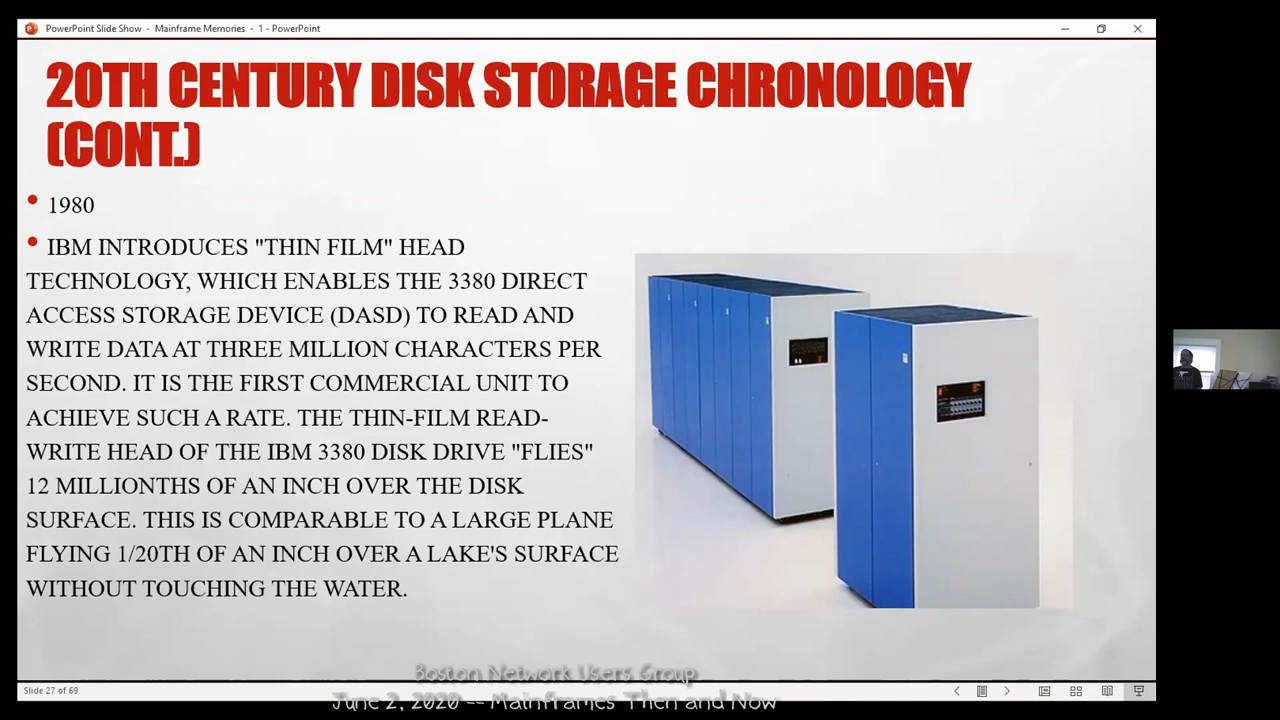 PowerPoint Slide Show - Mainframe Memories - 1 - PowerPoint
20TH CENTURY DISK STORAGE CHRONOLOGY
(CONT.)
• 1980
• IBM INTRODUCES "THIN FILM" HEAD
TECHNOLOGY, WHICH ENABLES THE 3380 DIRECT
ACCESS STORAGE DEVICE (DASD) TO READ AND
WRITE DATA AT THREE MILLION CHARACTERS PER
SECOND. IT IS THE FIRST COMMERCIAL UNIT TO
ACHIEVE SUCH A RATE. THE THIN-FILM READ-
WRITE HEAD OF THE IBM 3380 DISK DRIVE "FLIES"
12 MILLIONTHS OF AN INCH OVER THE DISK
SURFACE. THIS IS COMPARABLE TO A LARGE PLANE
FLYING 1/20TH OF AN INCH OVER A LAKE'S SURFACE
WITHOUT TOUCHING THE WATER.
Boston Network Users Group
Slide 27 of 69
June 2, 2020 -- Mainframes Then and Now